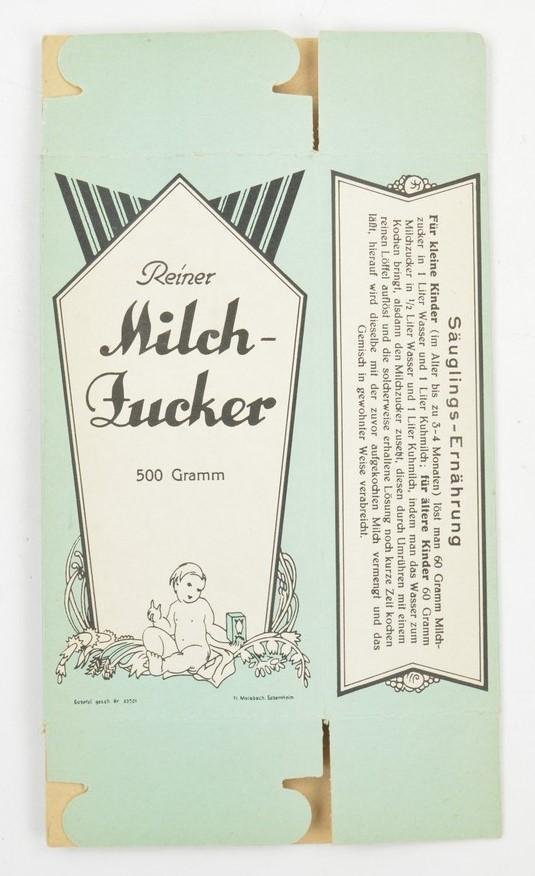 Reiner
Milch-
Zucker
500 Gramm
Gesetzl. gesch. Nr.
Säuglings-Ernährung
Für kleine Kinder (im Alter bis zu 3-4 Monaten) löst man 60 Gramm Milch-
zucker in 1 Liter Wasser und 1 Liter Kuhmilch; für ältere Kinder 60 Gramm
Milchzucker in 1/2 Liter Wasser und 1 Liter Kuhmilch, indem man das Wasser zum
Kochen bringt, alsdann den Milchzucker zusetzt, diesen durch Umrühren mit einem
reinen Löffel auflöst und die solcherweise erhaltene Lösung noch kurze Zeit kochen
läßt, hierauf wird dieselbe mit der zuvor aufgekochten Milch vermengt und das
Gemisch in gewohnter Weise verabreicht.